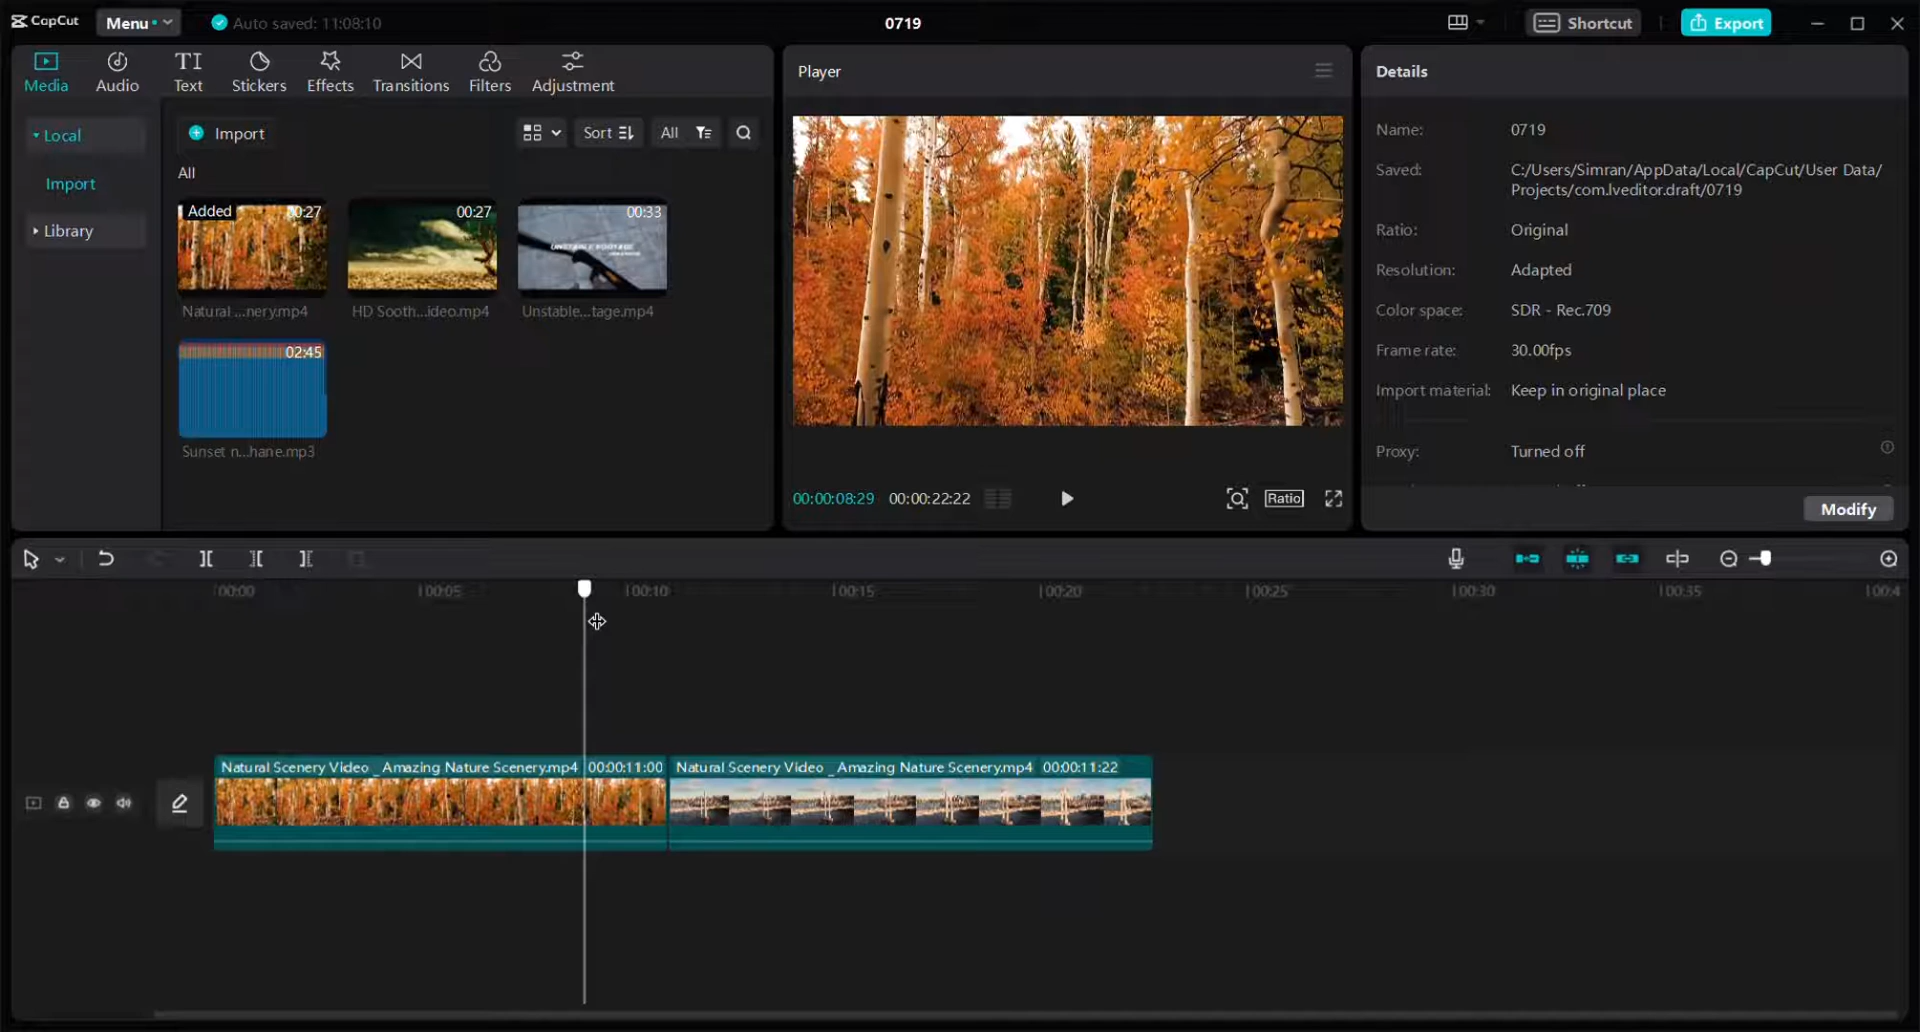 CapCut
Menu
Auto saved: 11:08:10
0719
Shortcut
Export
Media
Audio
TI
Text
Stickers
Effects
Transitions
Filters
Adjustment
Local
Import
Library
Import
Sort
All
All
Added
00:27
Natural ...nery.mp4
00:27
HD Sooth...ideo.mp4
00:33
Unstable...tage.mp4
02:45
Sunset n...hane.mp3
Player
00:00:08:29
00:00:22:22
Ratio
Details
Name:
0719
Saved:
C:/Users/Simran/AppData/Local/CapCut/User Data/
Projects/com.lveditor.draft/0719
Ratio:
Original
Resolution:
Adapted
Color space:
SDR - Rec.709
Frame rate:
30.00fps
Import material:
Keep in original place
Proxy:
Turned off
Modify
00:00
00:05
00:10
00:15
00:20
00:25
00:30
00:35
00:4
Natural Scenery Video _Amazing Nature Scenery.mp4
00:00:11:00
Natural Scenery Video _Amazing Nature Scenery.mp4
00:00:11:22